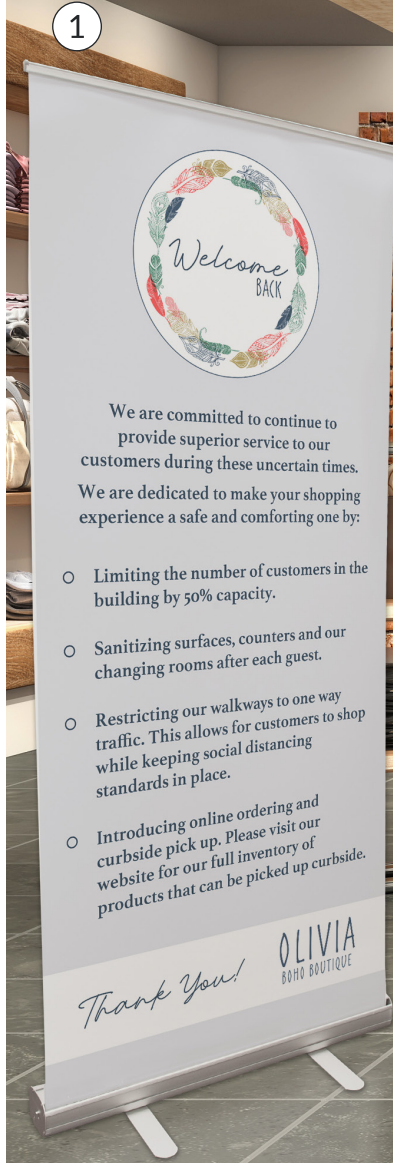 1
Welcome
BACK
We are committed to continue to
provide superior service to our
customers during these uncertain times.
We are dedicated to make your shopping
experience a safe and comforting one by:
Limiting the number of customers in the
building by 50% capacity.
Sanitizing surfaces, counters and our
changing rooms after each guest.
Restricting our walkways to one way
traffic. This allows for customers to shop
while keeping social distancing
standards in place.
Introducing online ordering and
curbside pick up. Please visit our
website for our full inventory of
products that can be picked up curbside.
Thank You!
OLIVIA
BOHO BOUTIQUE